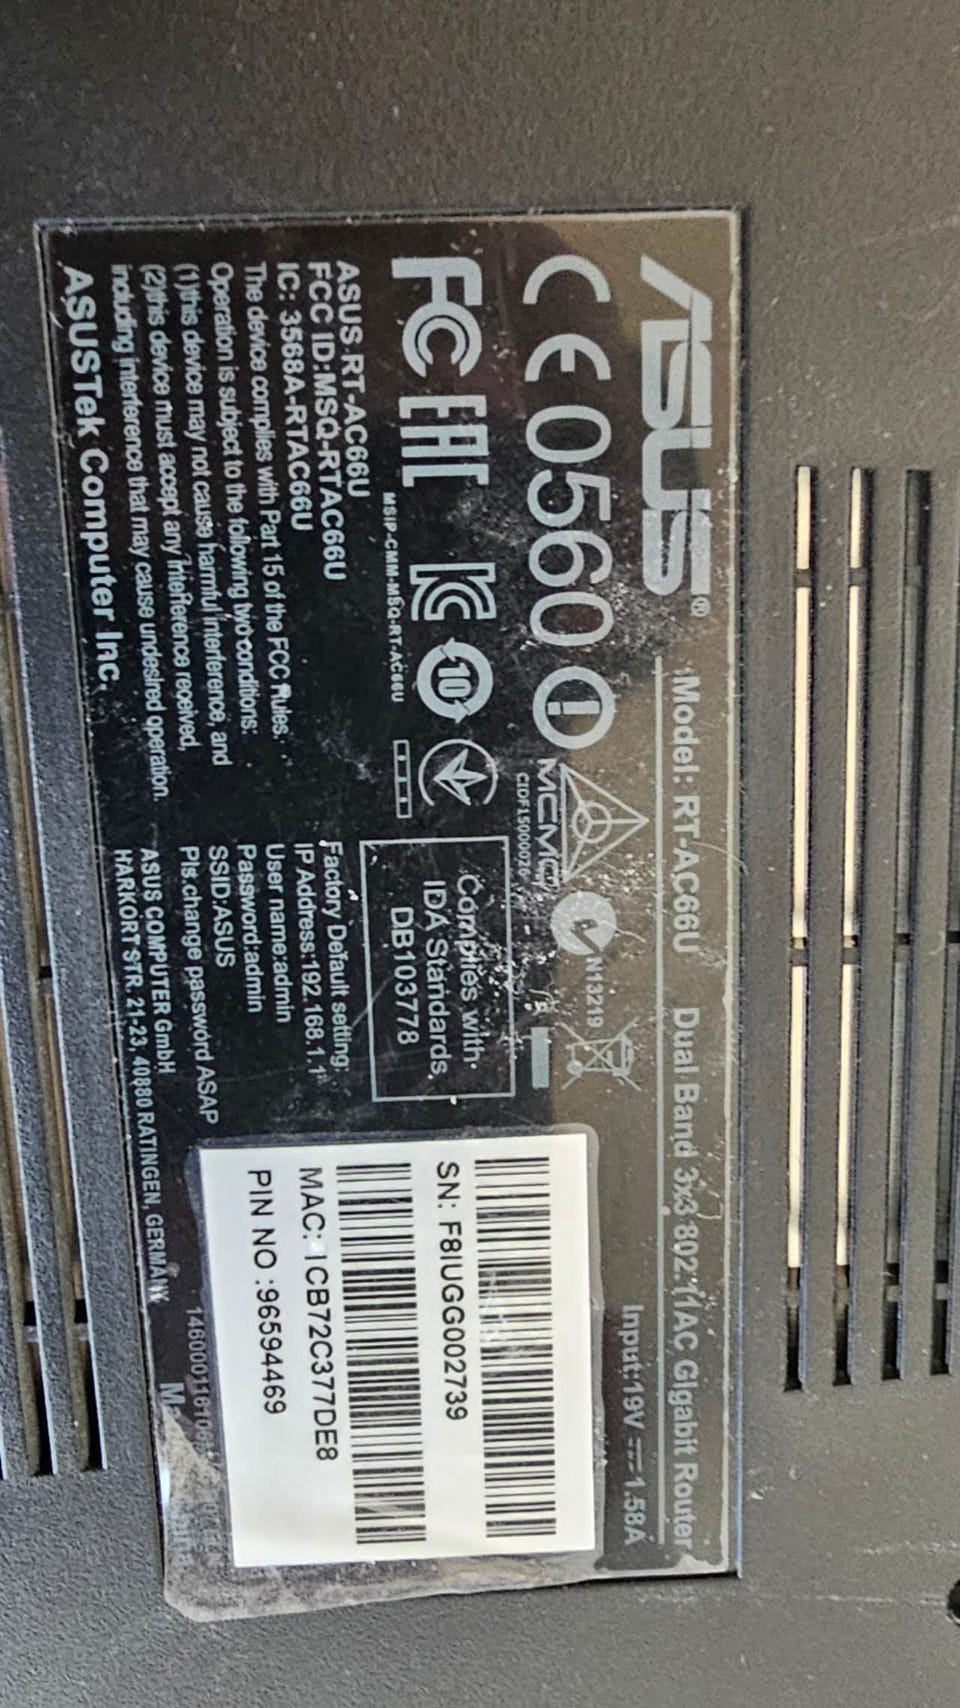 ASUS®
Model: RT-AC66U Dual Band 3x3 802.11AC Gigabit Router
Input:19V 1.58A
CE0560
MCMC
CIDF15000026
N13219
FC EAC
10
MSIP-CMM-MSQ-RT-AC66U
Complies with
IDA Standards
DB103778
ASUS RT-AC66U
FCC ID:MSQ-RTAC66U
IC: 3568A-RTAC66U
The device complies with Part 15 of the FCC Rules.
Operation is subject to the following two conditions:
(1)this device may not cause harmful interference, and
(2)this device must accept any interference received,
including interference that may cause undesired operation.
ASUSTek Computer Inc.
Factory Default setting:
IP Address:192.168.1.1
User name:admin
Password:admin
SSID:ASUS
Pls.change password ASAP
ASUS COMPUTER GmbH
HARKORT STR. 21-23, 40880 RATINGEN, GERMANY
SN: F8IUGG002739
MAC: 1CB72C377DE8
PIN NO :96594469